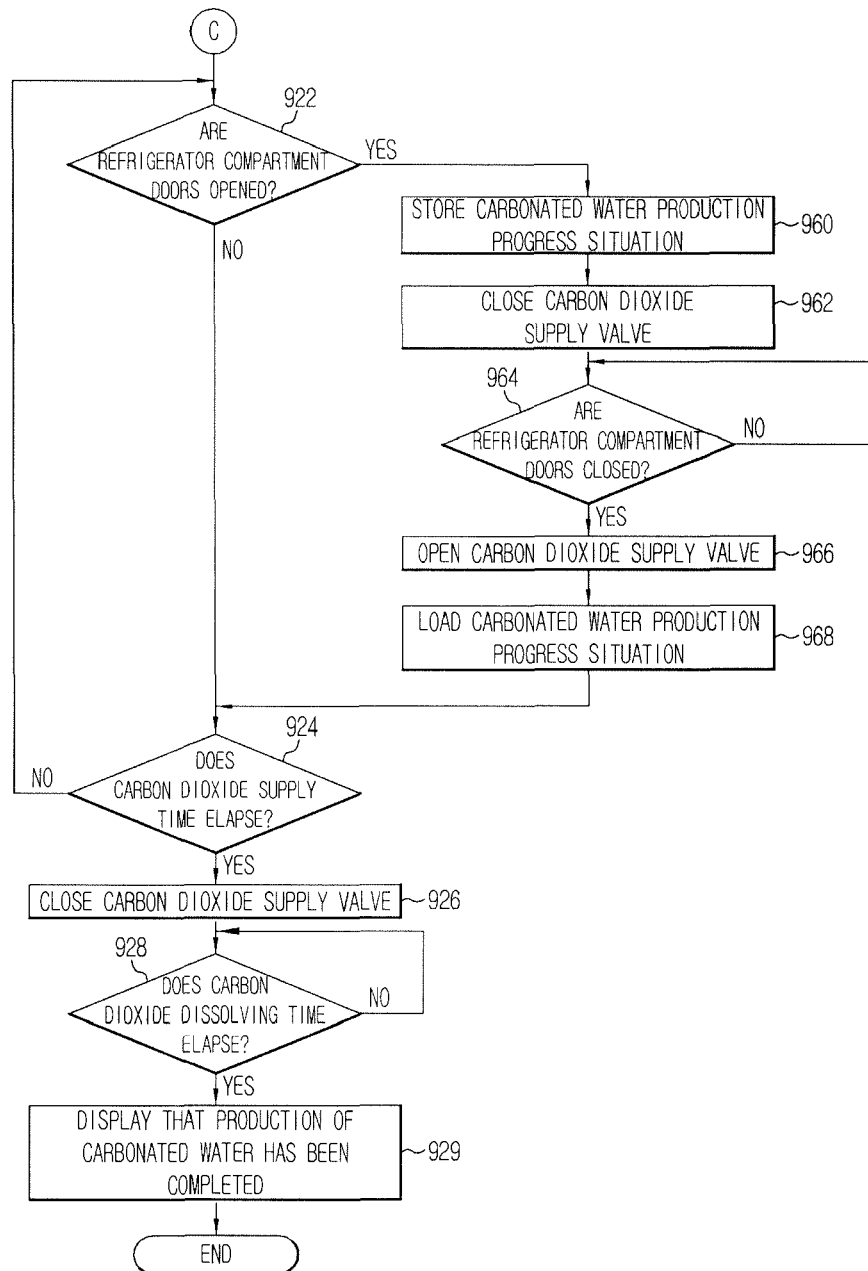 C
922
ARE
REFRIGERATOR COMPARTMENT
DOORS OPENED?
YES
NO
STORE CARBONATED WATER PRODUCTION
PROGRESS SITUATION
960
CLOSE CARBON DIOXIDE
SUPPLY VALVE
962
964
ARE
REFRIGERATOR COMPARTMENT
DOORS CLOSED?
NO
YES
OPEN CARBON DIOXIDE SUPPLY VALVE
966
LOAD CARBONATED WATER PRODUCTION
PROGRESS SITUATION
968
924
DOES
CARBON DIOXIDE SUPPLY
TIME ELAPSE?
NO
YES
CLOSE CARBON DIOXIDE SUPPLY VALVE
926
928
DOES CARBON
DIOXIDE DISSOLVING TIME
ELAPSE?
NO
YES
DISPLAY THAT PRODUCTION OF
CARBONATED WATER HAS BEEN
COMPLETED
929
END